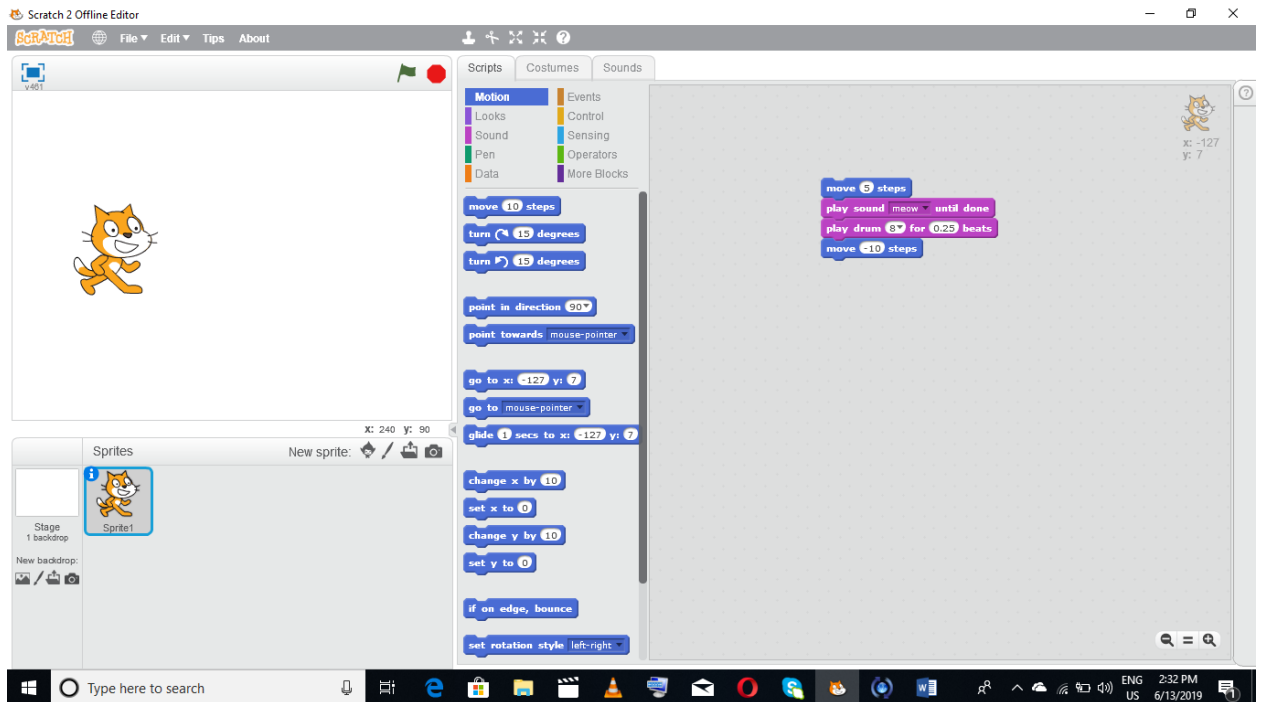 Scratch 2 Offline Editor
SCRATCH File Edit Tips About
v461
Scripts Costumes Sounds
Motion Events
Looks Control
Sound Sensing
Pen Operators
Data More Blocks
move 10 steps
turn 15 degrees
turn 15 degrees
point in direction 90
point towards mouse-pointer
go to x: -127 y: 7
go to mouse-pointer
glide 1 secs to x: -127 y: 7
change x by 10
set x to 0
change y by 10
set y to 0
if on edge, bounce
set rotation style left-right
x: -127
y: 7
move 5 steps
play sound meow until done
play drum 8 for 0.25 beats
move -10 steps
X: 240 y: 90
Sprites New sprite:
Stage
1 backdrop
Sprite1
New backdrop:
Type here to search
ENG
US
2:32 PM
6/13/2019
1